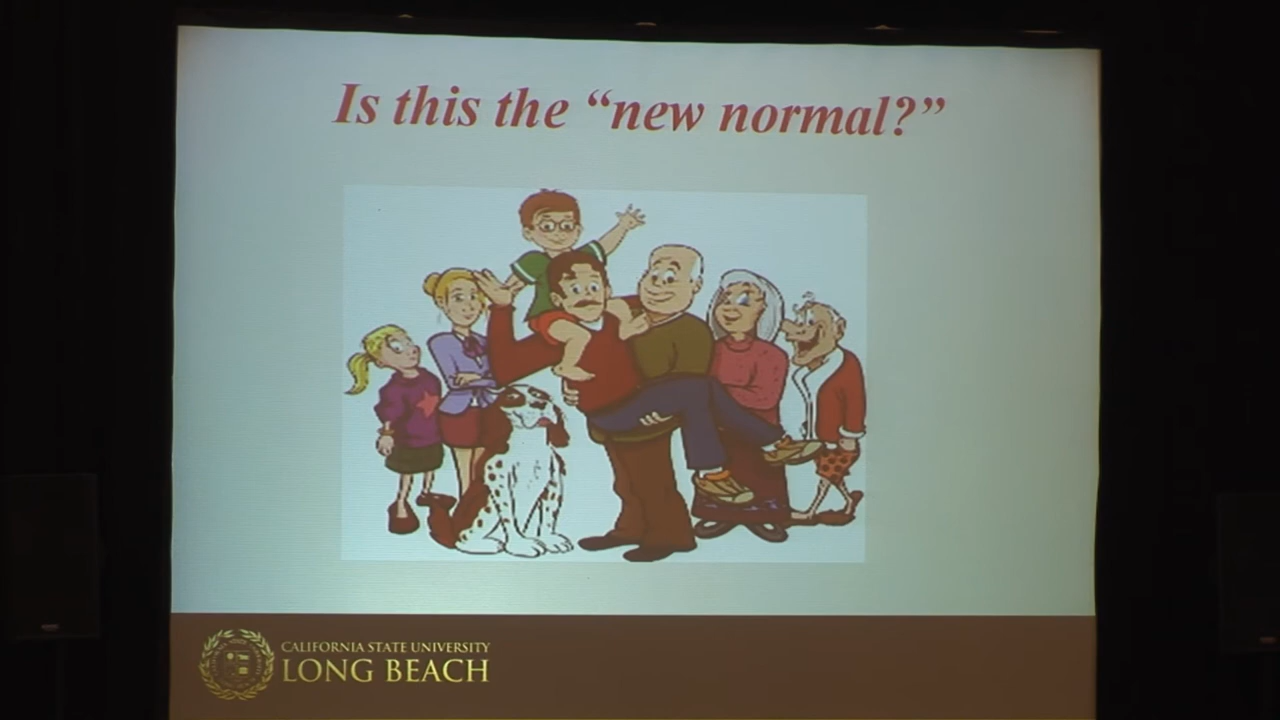 Is this the “new normal?”
CALIFORNIA STATE UNIVERSITY
LONG BEACH